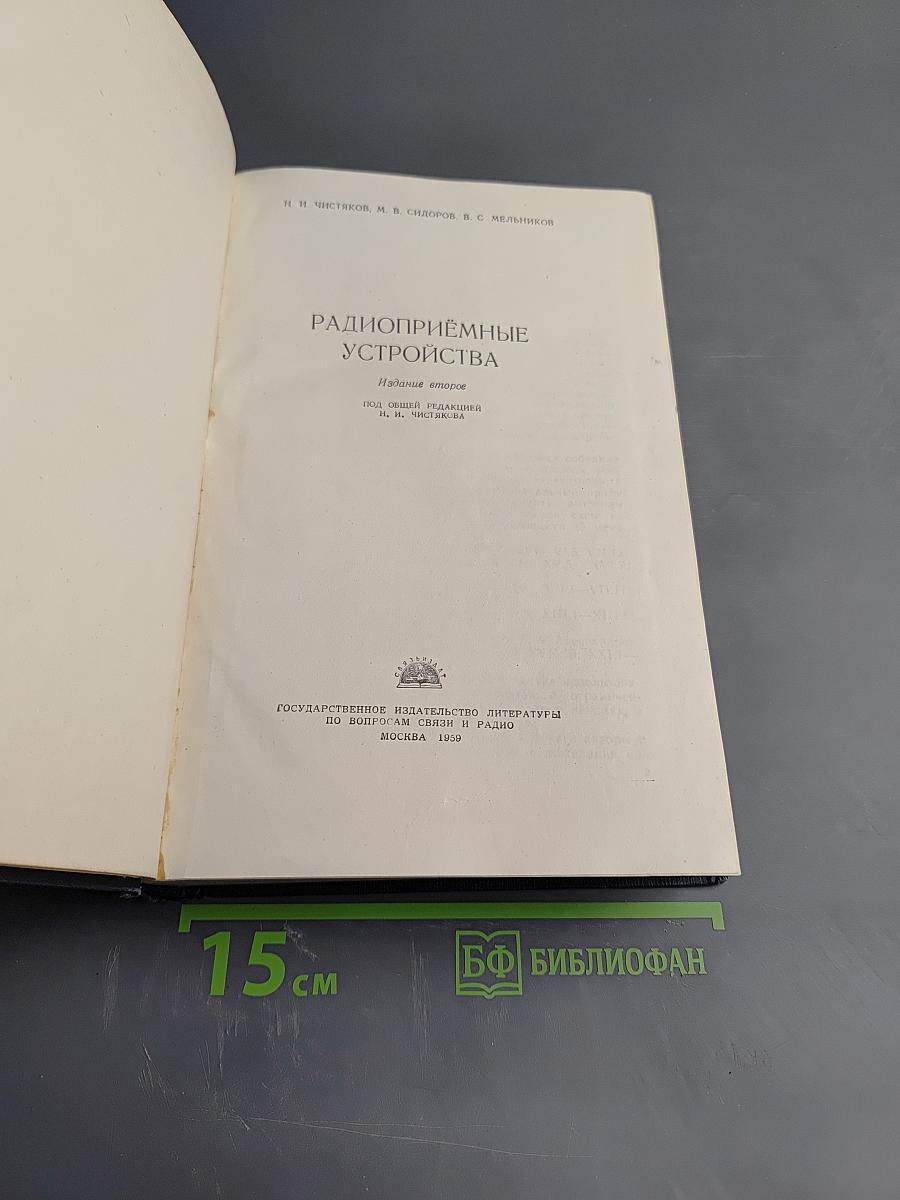 Н. И. ЧИСТЯКОВ, М. В. СИДОРОВ, В. С. МЕЛЬНИКОВ
РАДИОПРИЁМНЫЕ
УСТРОЙСТВА
Издание второе
ПОД ОБЩЕЙ РЕДАКЦИЕЙ
Н. И. ЧИСТЯКОВА
СВЯЗЬИЗДАТ
ГОСУДАРСТВЕННОЕ ИЗДАТЕЛЬСТВО ЛИТЕРАТУРЫ
ПО ВОПРОСАМ СВЯЗИ И РАДИО
МОСКВА 1959
15 см
БФ БИБЛИОФАН